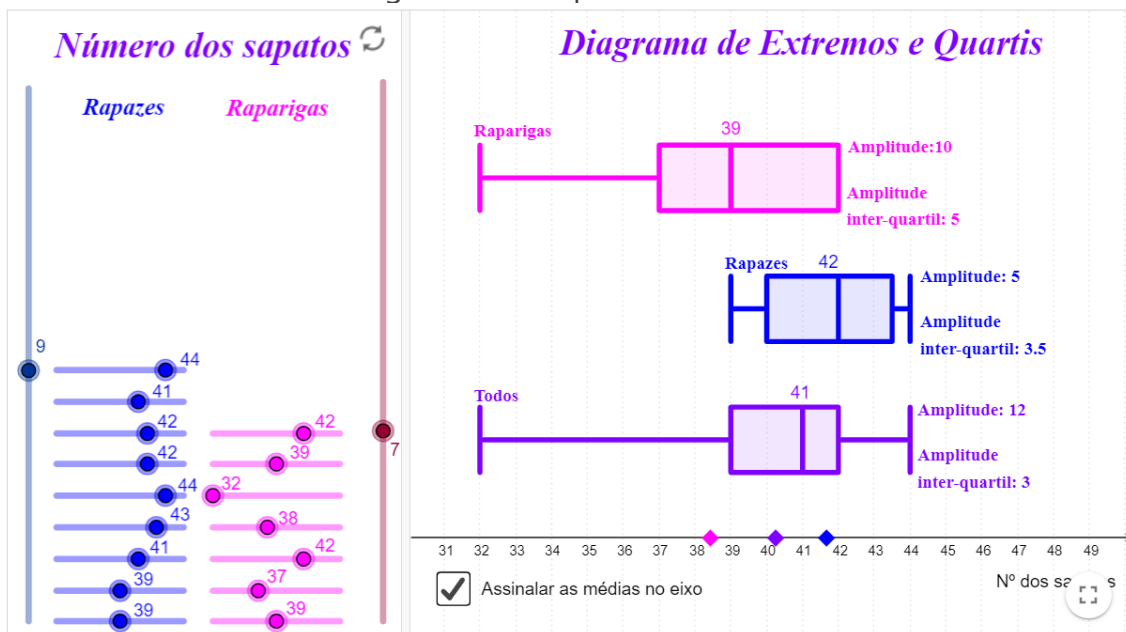 Número dos sapatos
Rapazes
Raparigas
9
44
41
42
42
44
43
41
39
39
42
39
32
38
42
37
39
7
Diagrama de Extremos e Quartis
Raparigas
39
Amplitude:10
Amplitude
inter-quartil: 5
Rapazes
42
Amplitude: 5
Amplitude
inter-quartil: 3.5
Todos
41
Amplitude: 12
Amplitude
inter-quartil: 3
31 32 33 34 35 36 37 38 39 40 41 42 43 44 45 46 47 48 49
Assinalar as médias no eixo
Nº dos